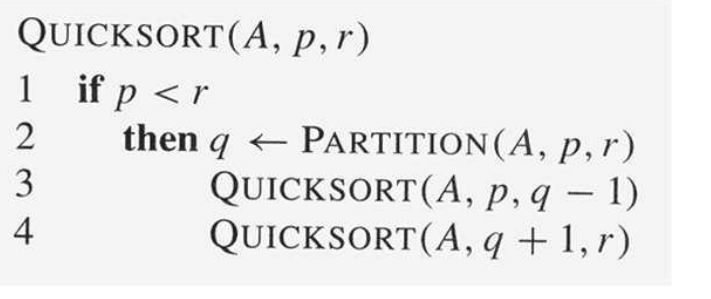 QUICKSORT(A, p, r)
1 if p < r
2 then q ← PARTITION(A, p, r)
3 QUICKSORT(A, p, q − 1)
4 QUICKSORT(A, q + 1, r)